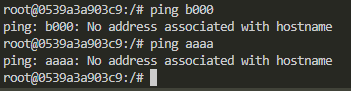 root@0539a3a903c9:/# ping b000
ping: b000: No address associated with hostname
root@0539a3a903c9:/# ping aaaa
ping: aaaa: No address associated with hostname
root@0539a3a903c9:/#